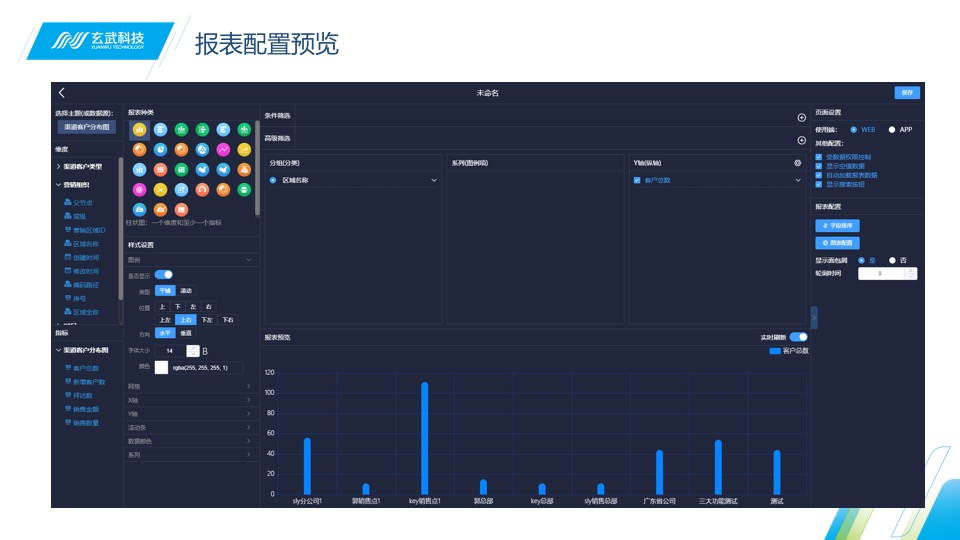 玄武科技
XUANWU TECHNOLOGY
报表配置预览
未命名
保存
选择主题(或数据源):
渠道客户分布图
维度
渠道客户类型
营销组织
父节点
层级
营销区域ID
区域名称
创建时间
修改时间
编码路径
序号
区域全称
指标
渠道客户分布图
客户总数
新增客户数
拜访数
销售金额
销售数量
报表种类
柱状图：一个维度和至少一个指标
样式设置
图例
是否显示
类型 平铺 滚动
位置 上 下 左 右
上左 上右 下左 下右
方向 水平 垂直
字体大小 14 B
颜色 rgba(255, 255, 255, 1)
网格
X轴
Y轴
滚动条
数据颜色
系列
条件筛选
高级筛选
分组(分类)
区域名称
系列(图例项)
Y轴(纵轴)
客户总数
报表预览
实时刷新
客户总数
120
100
80
60
40
20
0
sly分公司1 郭销售点1 key销售点1 郭总部 key总部 sly销售总部 广东省公司 三大功能测试 测试
页面设置
使用端: WEB APP
其他配置:
受数据权限控制
显示空值数据
自动加载报表数据
显示搜索按钮
报表配置
字段排序
图表配置
显示面包屑 是 否
轮询时间 0